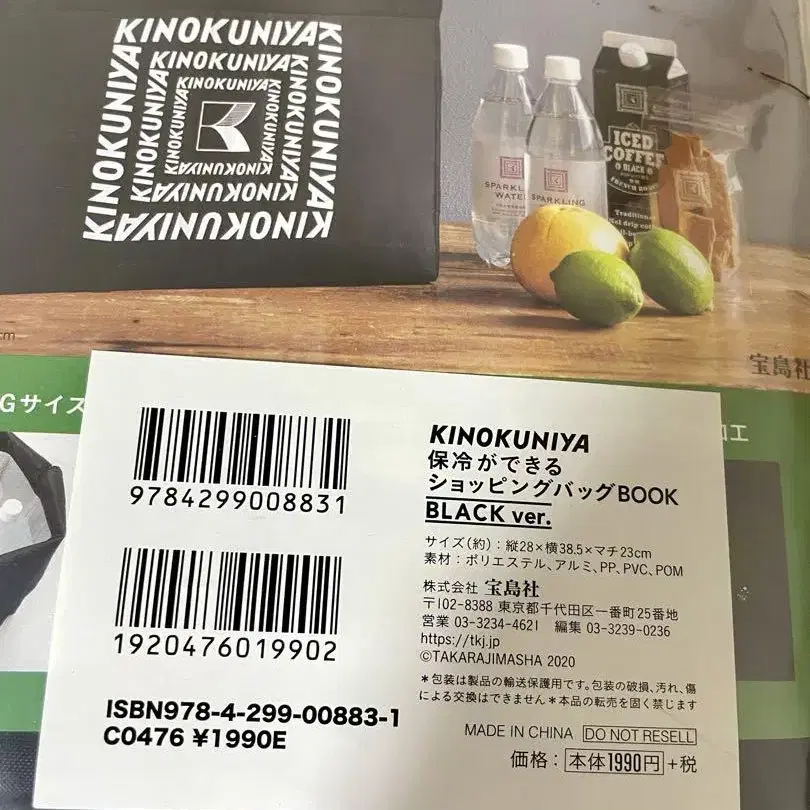 KINOKUNIYA
KINOKUNIYA
KINOKUNIYA
KINOKUNIYA
KINOKUNIYA
KINOKUNIYA
KINOKUNIYA
KINOKUNIYA
KINOKUNIYA
KINOKUNIYA
KINOKUNIYA
KINOKUNIYA
SPARKLING
WATER
SPARKLING
ICED
COFFEE
BLACK
Traditional
cm
宝島社
Gサイズ
工
9784299008831
1920476019902
ISBN978-4-299-00883-1
C0476 ¥1990E
KINOKUNIYA
保冷ができる
ショッピングバッグBOOK
BLACK ver.
サイズ(約):縦28×横38.5×マチ23cm
素材:ポリエステル、アルミ、PP、PVC、POM
株式会社 宝島社
〒102-8388 東京都千代田区一番町25番地
営業 03-3234-4621 編集 03-3239-0236
https://tkj.jp
©TAKARAJIMASHA 2020
*包装は製品の輸送保護用です。包装の破損、汚れ、傷
による交換はできません *本品の転売を固く禁じます
MADE IN CHINA DO NOT RESELL
価格:本体1990円+税